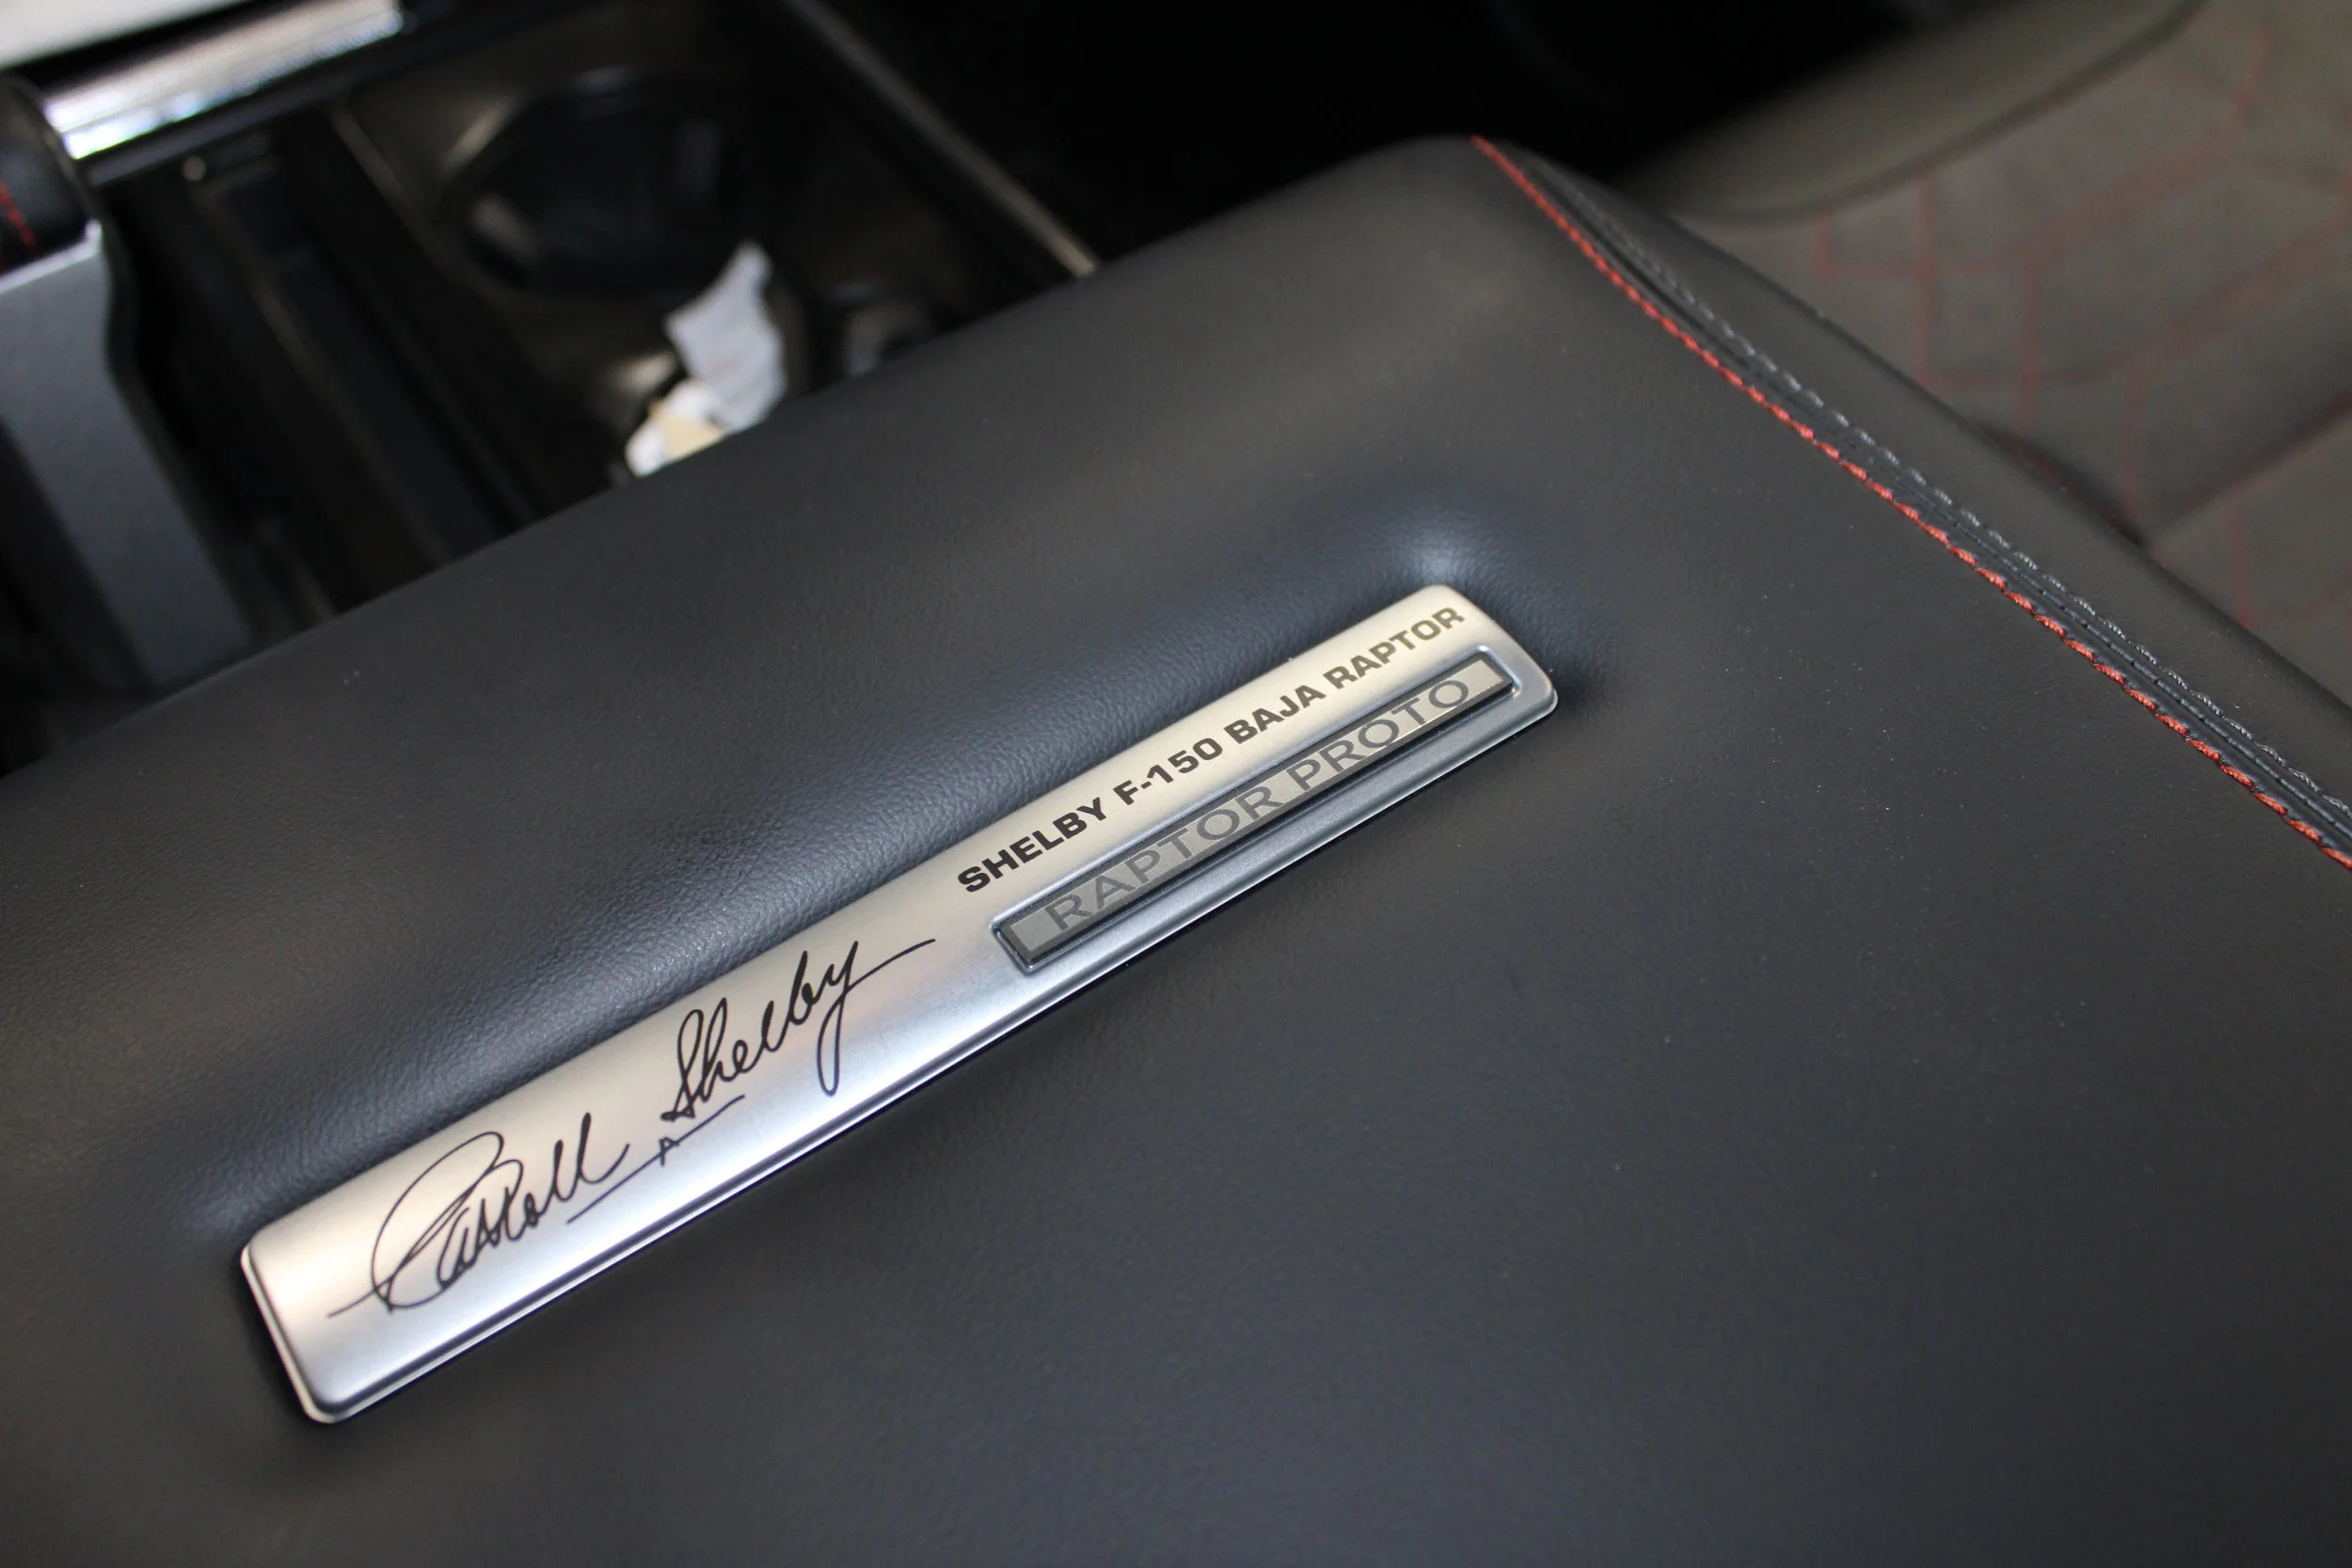 Carroll Shelby
SHELBY F-150 BAJA RAPTOR
RAPTOR PROTO